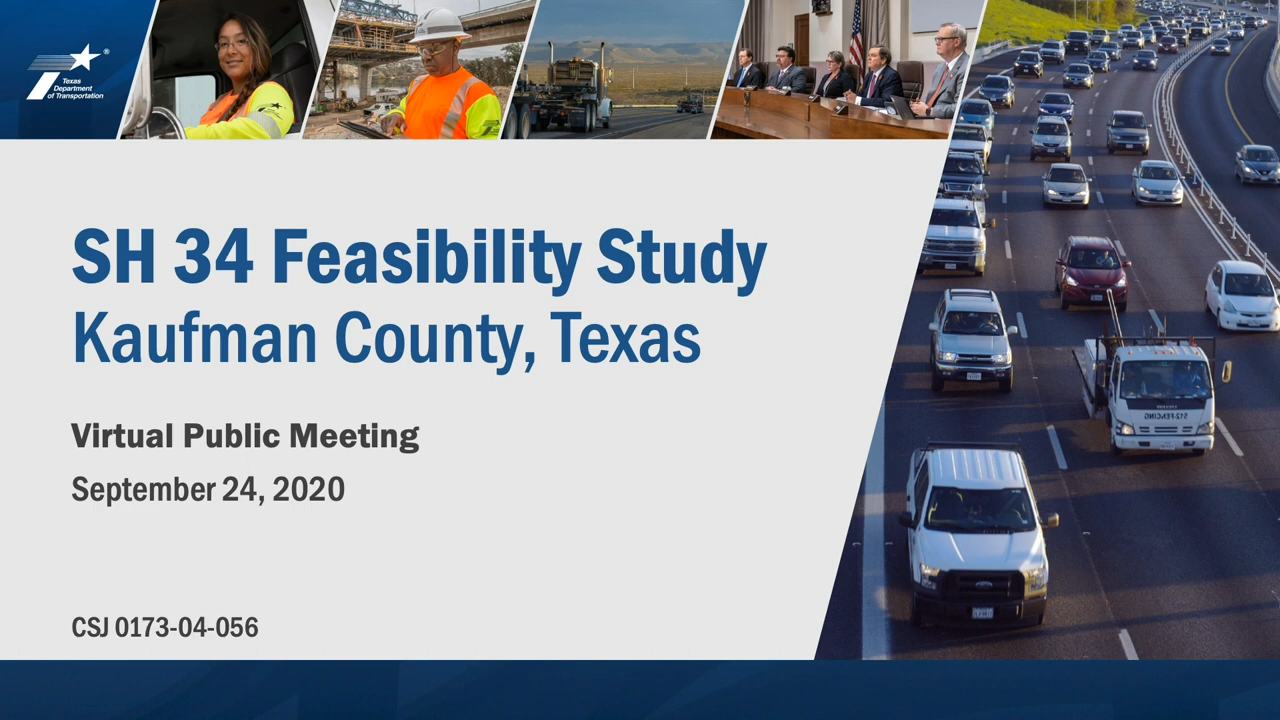 Texas
Department
of Transportation
®
SH 34 Feasibility Study
Kaufman County, Texas
Virtual Public Meeting
September 24, 2020
CSJ 0173-04-056